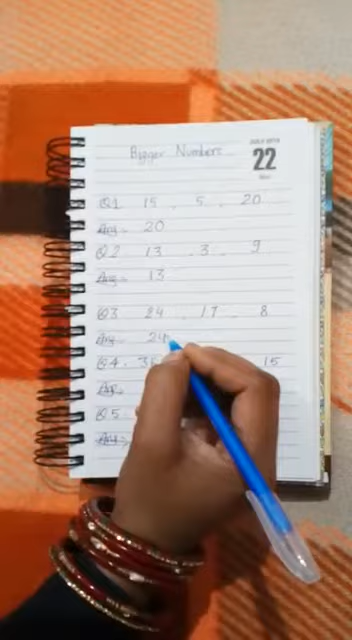 Bigger Numbers
22
Q1 15 , 5 , 20
Ans- 20
Q2 13 , 3 , 9
Ans- 13
Q3 24 , 17 , 8
Ans- 24
Q4. 15
Ans
Q5
Ans